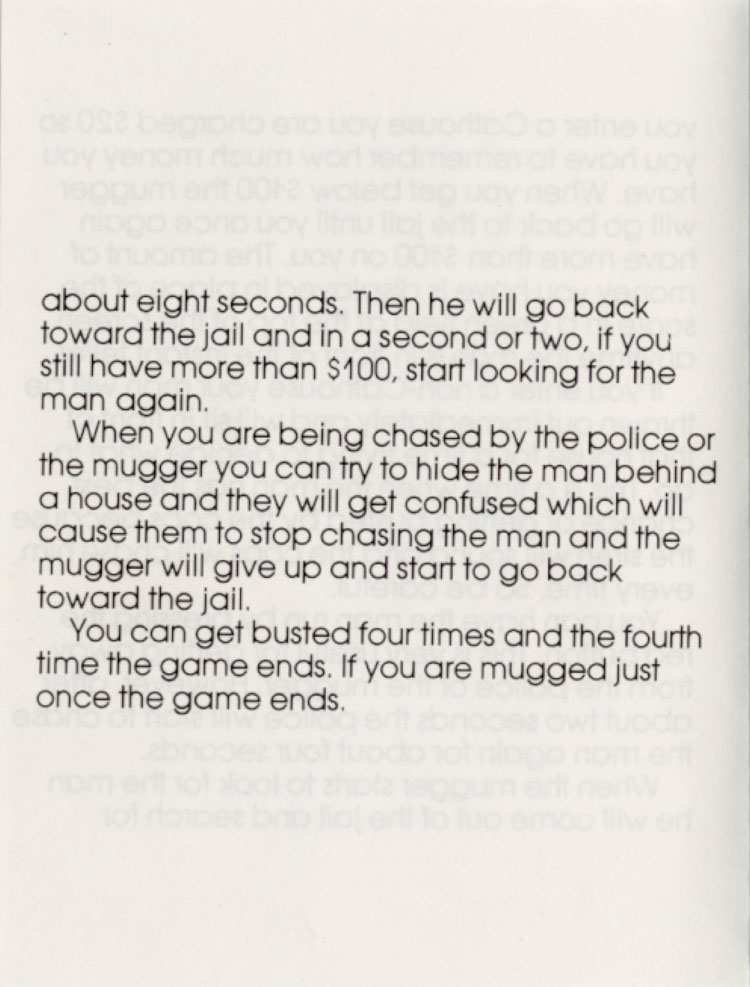 about eight seconds. Then he will go back
toward the jail and in a second or two, if you
still have more than $100, start looking for the
man again.
When you are being chased by the police or
the mugger you can try to hide the man behind
a house and they will get confused which will
cause them to stop chasing the man and the
mugger will give up and start to go back
toward the jail.
You can get busted four times and the fourth
time the game ends. If you are mugged just
once the game ends.